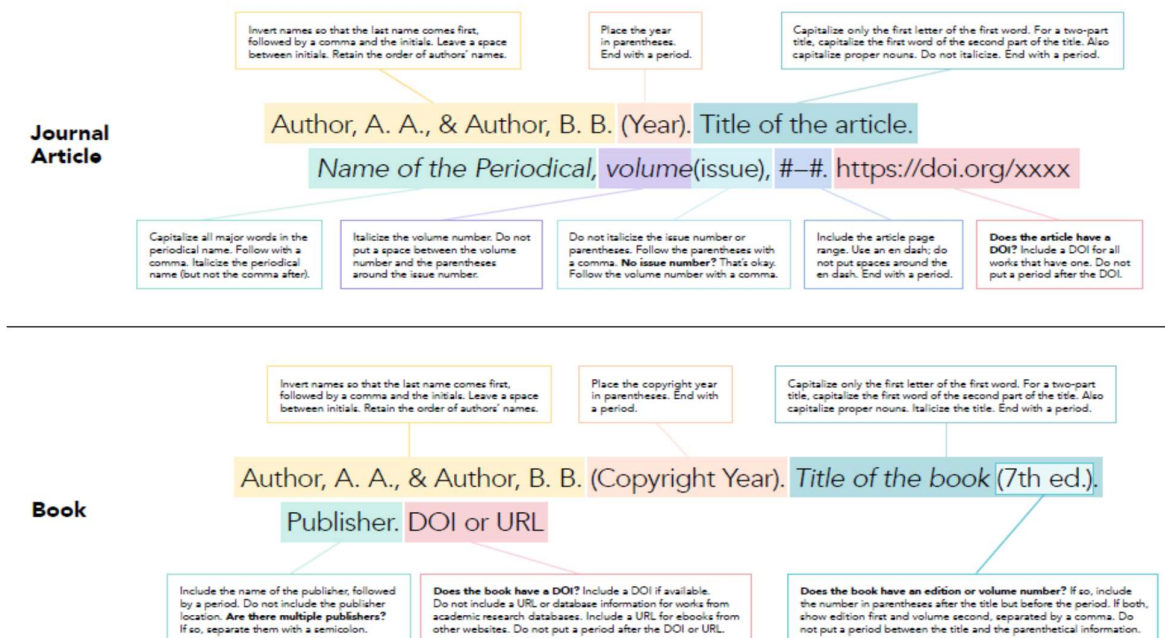 Invert names so that the last name comes first,
followed by a comma and the initials. Leave a space
between initials. Retain the order of authors' names.
Place the year
in parentheses.
End with a period.
Capitalize only the first letter of the first word. For a two-part
title, capitalize the first word of the second part of the title. Also
capitalize proper nouns. Do not italicize. End with a period.
Journal
Article
Author, A. A., & Author, B. B. (Year). Title of the article.
Name of the Periodical, volume(issue), #–#. https://doi.org/xxxx
Capitalize all major words in the
periodical name. Follow with a
comma. Italicize the periodical
name (but not the comma after).
Italicize the volume number. Do not
put a space between the volume
number and the parentheses
around the issue number.
Do not italicize the issue number or
parentheses. Follow the parentheses with
a comma. No issue number? That's okay.
Follow the volume number with a comma.
Include the article page
range. Use an en dash; do
not put spaces around the
en dash. End with a period.
Does the article have a
DOI? Include a DOI for all
works that have one. Do not
put a period after the DOI.
Invert names so that the last name comes first,
followed by a comma and the initials. Leave a space
between initials. Retain the order of authors' names.
Place the copyright year
in parentheses. End with
a period.
Capitalize only the first letter of the first word. For a two-part
title, capitalize the first word of the second part of the title. Also
capitalize proper nouns. Italicize the title. End with a period.
Book
Author, A. A., & Author, B. B. (Copyright Year). Title of the book (7th ed.).
Publisher. DOI or URL
Include the name of the publisher, followed
by a period. Do not include the publisher
location. Are there multiple publishers?
If so, separate them with a semicolon.
Does the book have a DOI? Include a DOI if available.
Do not include a URL or database information for works from
academic research databases. Include a URL for ebooks from
other websites. Do not put a period after the DOI or URL.
Does the book have an edition or volume number? If so, include
the number in parentheses after the title but before the period. If both,
show edition first and volume second, separated by a comma. Do
not put a period between the title and the parenthetical information.